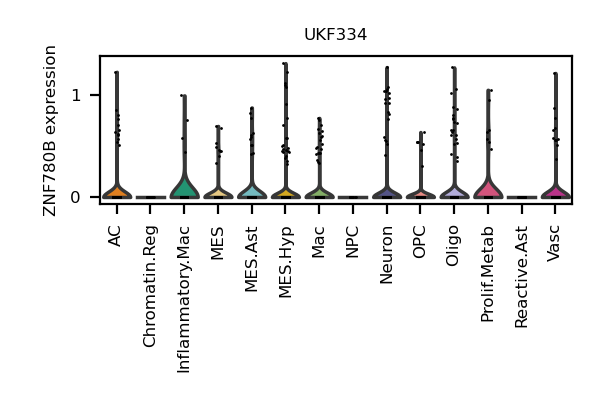 UKF334
ZNF780B expression
1
0
AC
Chromatin.Reg
Inflammatory.Mac
MES
MES.Ast
MES.Hyp
Mac
NPC
Neuron
OPC
Oligo
Prolif.Metab
Reactive.Ast
Vasc